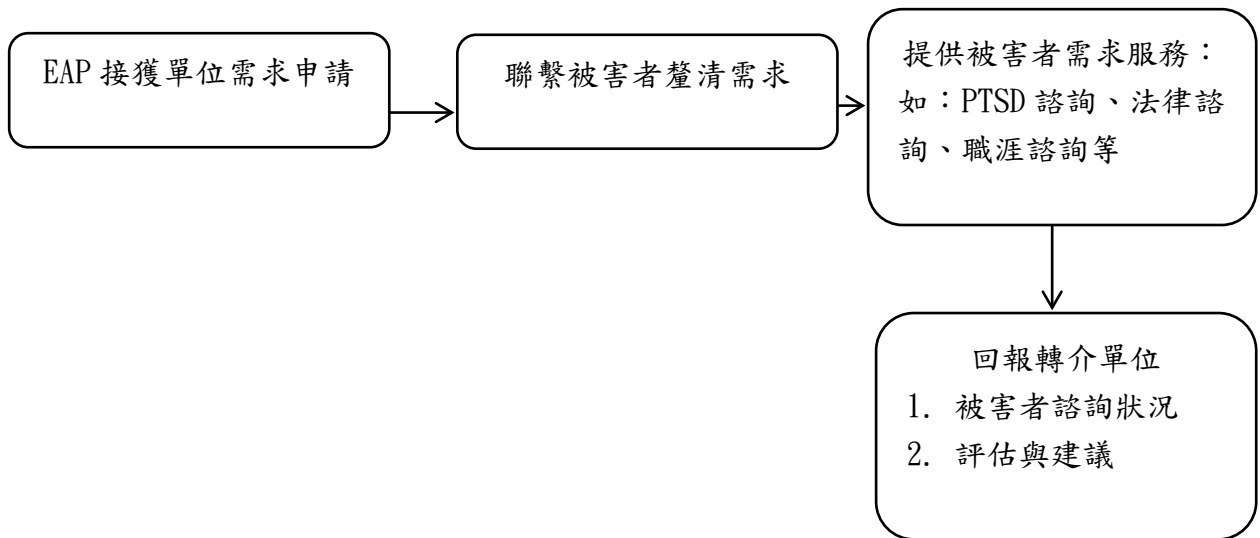 EAP 接獲單位需求申請
聯繫被害者釐清需求
提供被害者需求服務：
如：PTSD 諮詢、法律諮
詢、職涯諮詢等
回報轉介單位
1. 被害者諮詢狀況
2. 評估與建議